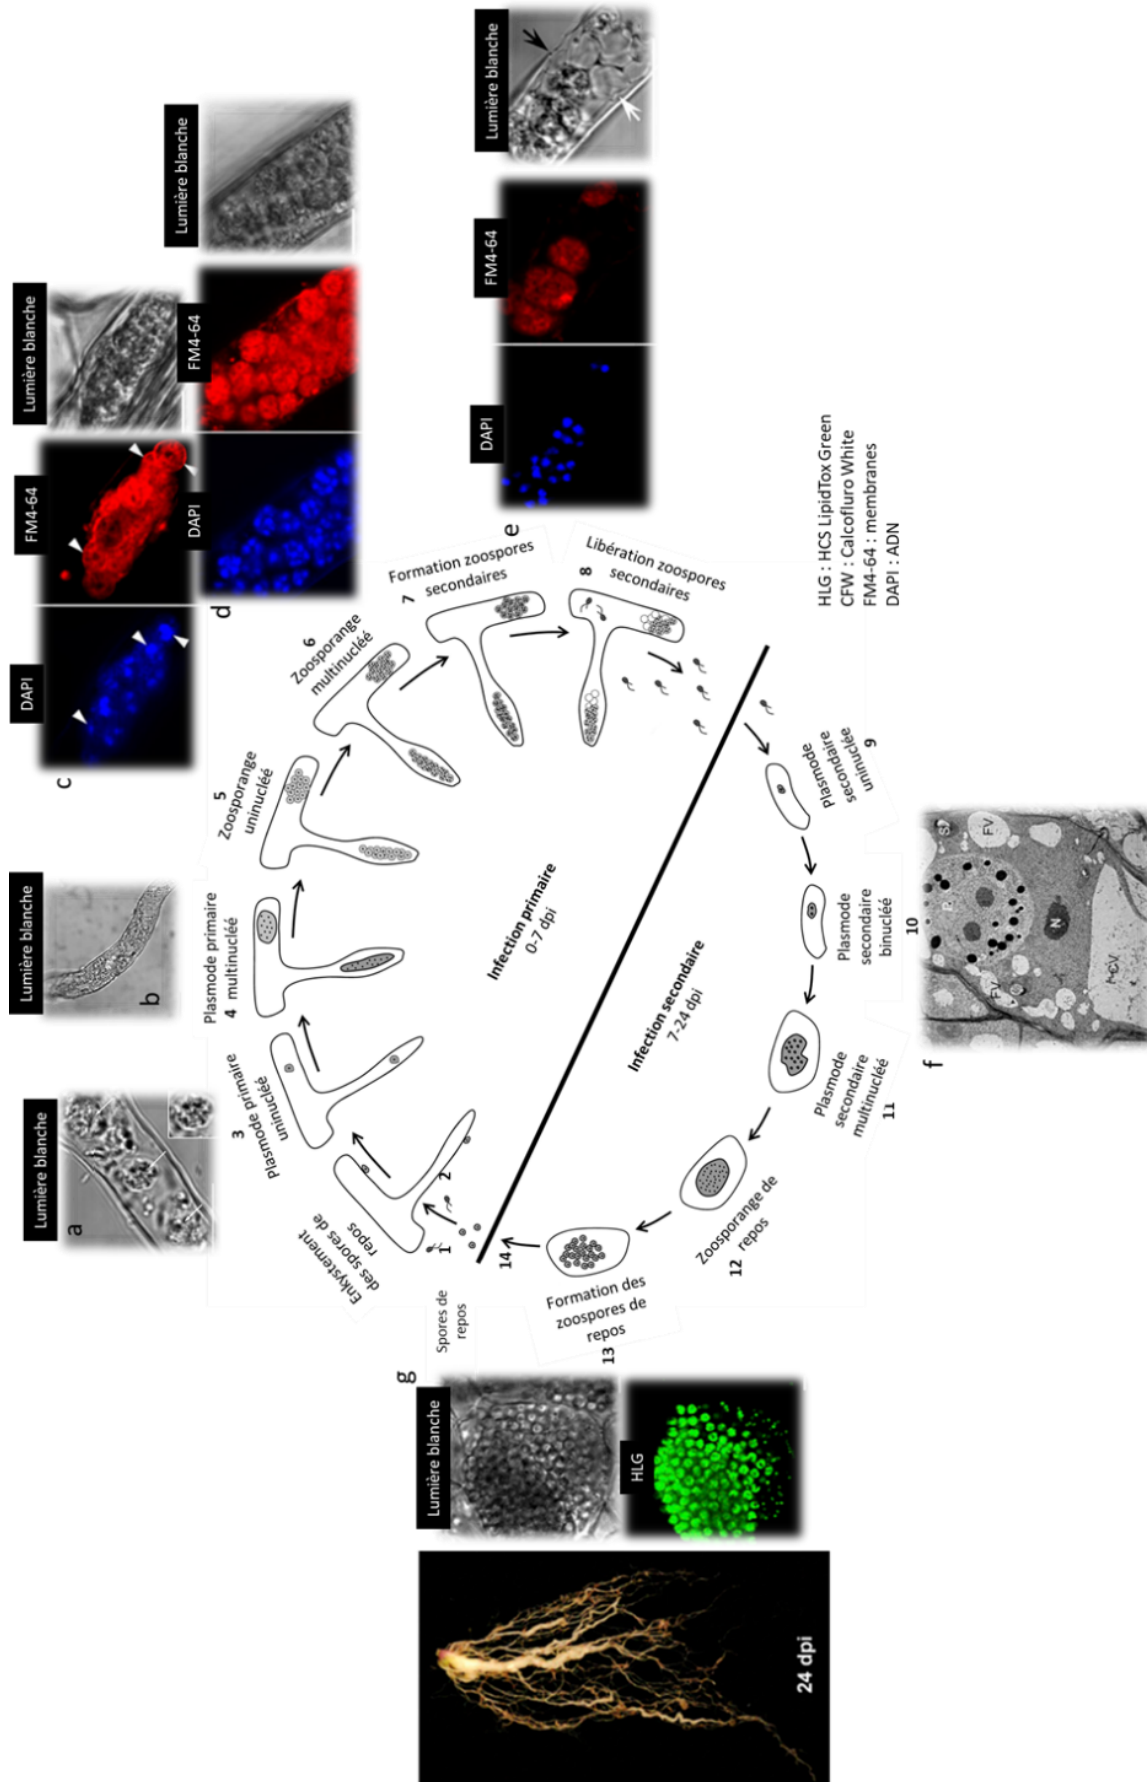 Lumière blanche
a
Lumière blanche
b
c
DAPI
FM4-64
Lumière blanche
d
DAPI
FM4-64
Lumière blanche
e
DAPI
FM4-64
Lumière blanche
Spores de
repos
1
2
Enkystement
des spores de
repos
3
Plasmode primaire
uninucléé
Plasmode primaire
multinucléé
4
5
Zoosporange
uninucléé
6
Zoosporange
multinucléé
Formation zoospores
secondaires
7
Libération zoospores
secondaires
8
Infection primaire
0-7 dpi
Infection secondaire
7-24 dpi
9
Plasmode
secondaire
uninucléé
Plasmode
secondaire
binucléé
10
Plasmode
secondaire
multinucléé
11
Zoosporange de
repos
12
Formation des
zoospores de
repos
13
14
f
FV
FV
N
g
Lumière blanche
HLG
24 dpi
HLG : HCS LipidTox Green
CFW : Calcofluro White
FM4-64 : membranes
DAPI : ADN